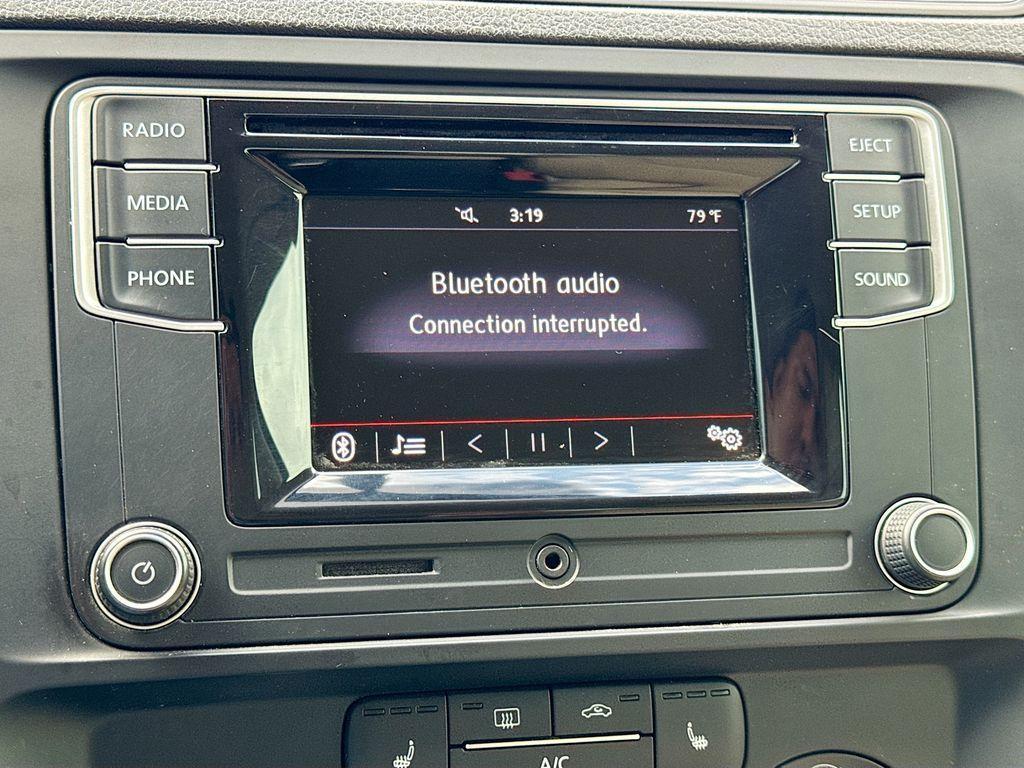 RADIO
MEDIA
PHONE
3:19
79 °F
Bluetooth audio
Connection interrupted.
EJECT
SETUP
SOUND
A/C